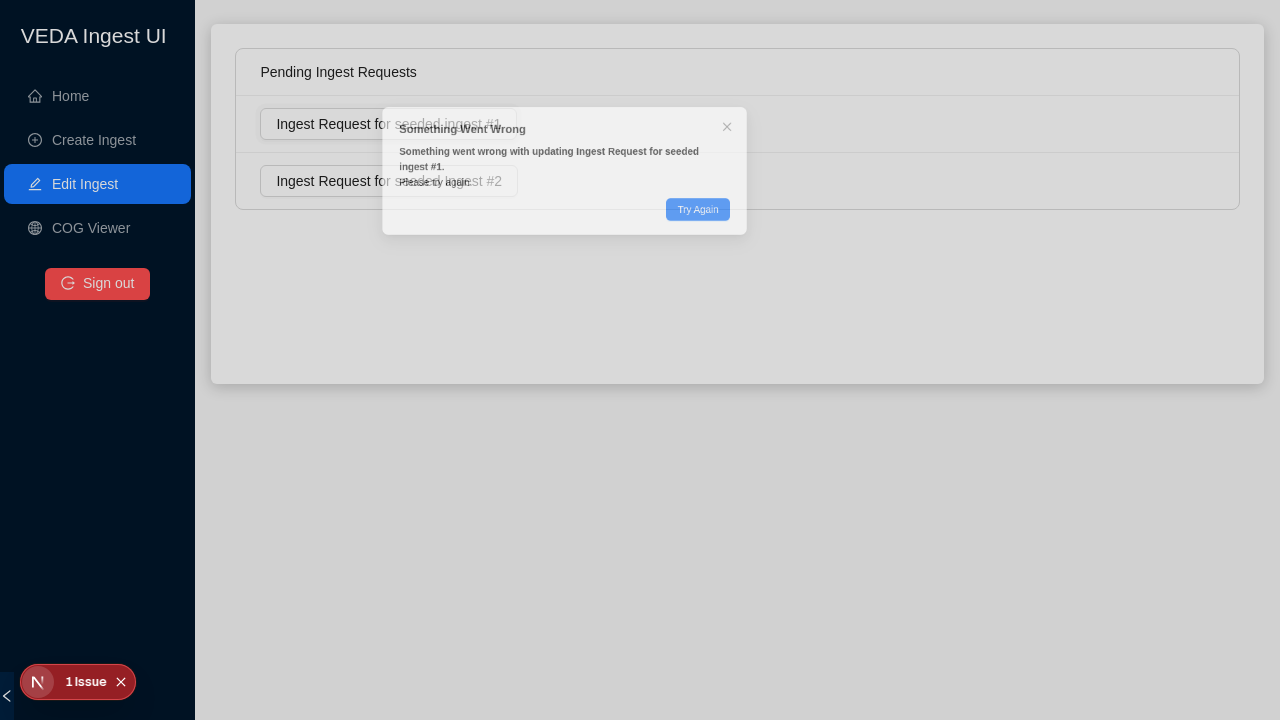 VEDA Ingest UI
Home
Create Ingest
Edit Ingest
COG Viewer
Sign out
Pending Ingest Requests
Ingest Request for seeded ingest #1
Ingest Request for seeded ingest #2
Something Went Wrong
Something went wrong with updating Ingest Request for seeded
ingest #1.
Please try again.
Try Again
1 Issue